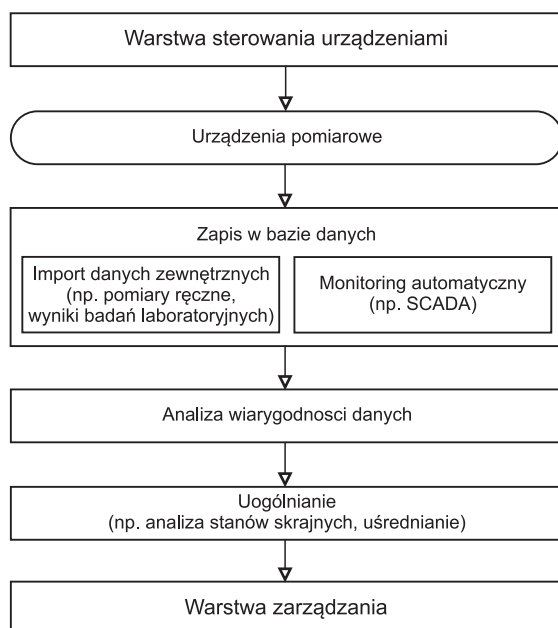 Warstwa sterowania urządzeniami
Urządzenia pomiarowe
Zapis w bazie danych
Import danych zewnętrznych
(np. pomiary ręczne,
wyniki badań laboratoryjnych)
Monitoring automatyczny
(np. SCADA)
Analiza wiarygodnosci danych
Uogólnianie
(np. analiza stanów skrajnych, uśrednianie)
Warstwa zarządzania